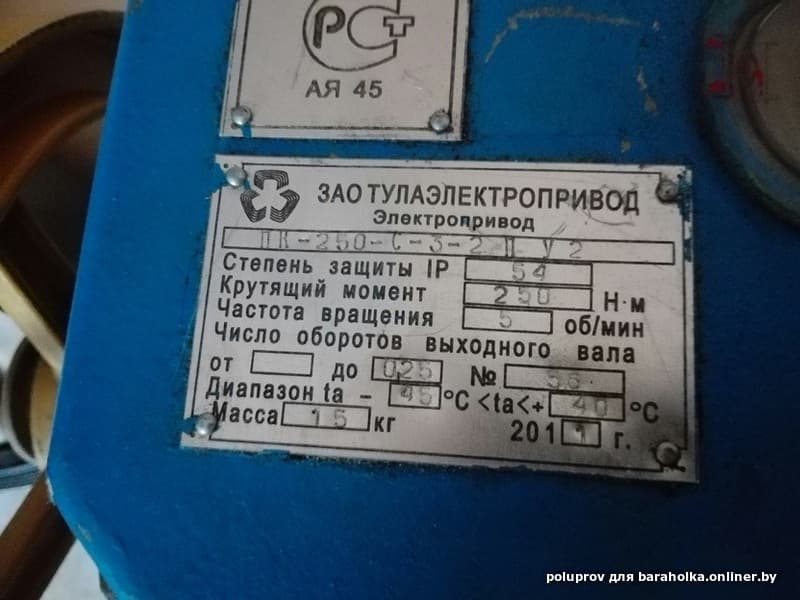 РСТ
АЯ 45
ЗАО ТУЛАЭЛЕКТРОПРИВОД
Электропривод
ПК-250-С-3-2 П У2
Степень защиты IP 54
Крутящий момент 250 Н·м
Частота вращения 5 об/мин
Число оборотов выходного вала
от до 025 № 56
Диапазон ta – 45 °C <ta<+ 40 °C
Масса 15 кг 2011 г.
poluprov для baraholka.onliner.by